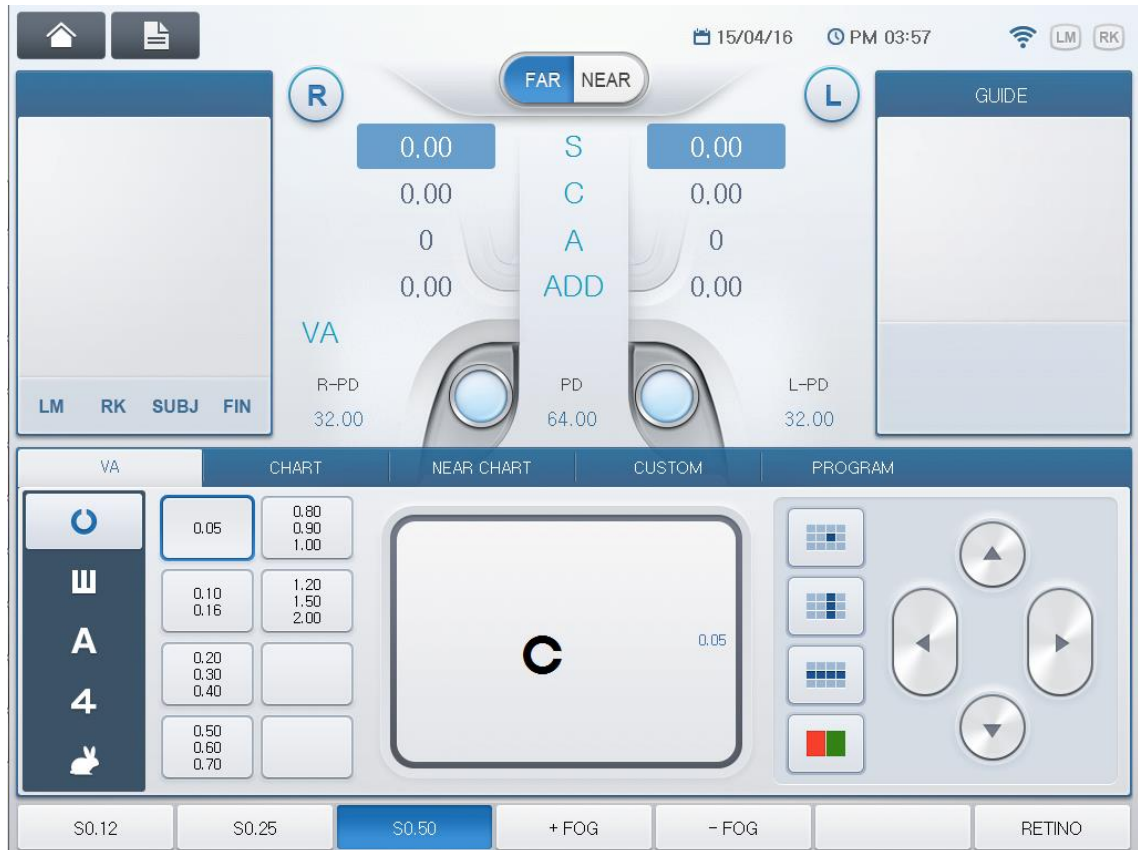 15/04/16 PM 03:57 LM RK
FAR NEAR
R L
GUIDE
0.00 S 0.00
0.00 C 0.00
0 A 0
0.00 ADD 0.00
VA
R-PD PD L-PD
32.00 64.00 32.00
LM RK SUBJ FIN
VA CHART NEAR CHART CUSTOM PROGRAM
0.05
0.80
0.90
1.00
Ш
0.10
0.16
1.20
1.50
2.00
A
0.20
0.30
0.40
4
0.50
0.60
0.70
C 0.05
S0.12 S0.25 S0.50 + FOG - FOG RETINO